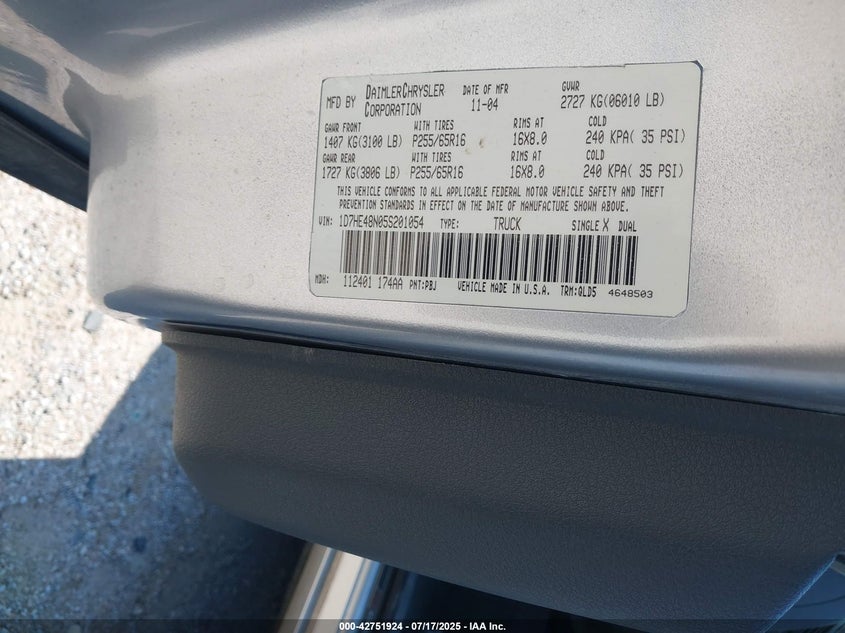 MFD BY DAIMLERCHRYSLER CORPORATION DATE OF MFR 11-04 GVWR 2727 KG(06010 LB)
GAWR FRONT WITH TIRES RIMS AT COLD
1407 KG(3100 LB) P255/65R16 16X8.0 240 KPA( 35 PSI)
GAWR REAR WITH TIRES RIMS AT COLD
1727 KG(3806 LB) P255/65R16 16X8.0 240 KPA( 35 PSI)
THIS VEHICLE CONFORMS TO ALL APPLICABLE FEDERAL MOTOR VEHICLE SAFETY AND THEFT
PREVENTION STANDARDS IN EFFECT ON THE DATE OF MANUFACTURE SHOWN ABOVE.
VIN: 1D7HE48N05S201054 TYPE: TRUCK SINGLE X DUAL
MDH: 112401 174AA PNT:PBJ VEHICLE MADE IN U.S.A. TRM:QLD5 4648503
000-42751924 | 07/17/2025 - IAA Inc.